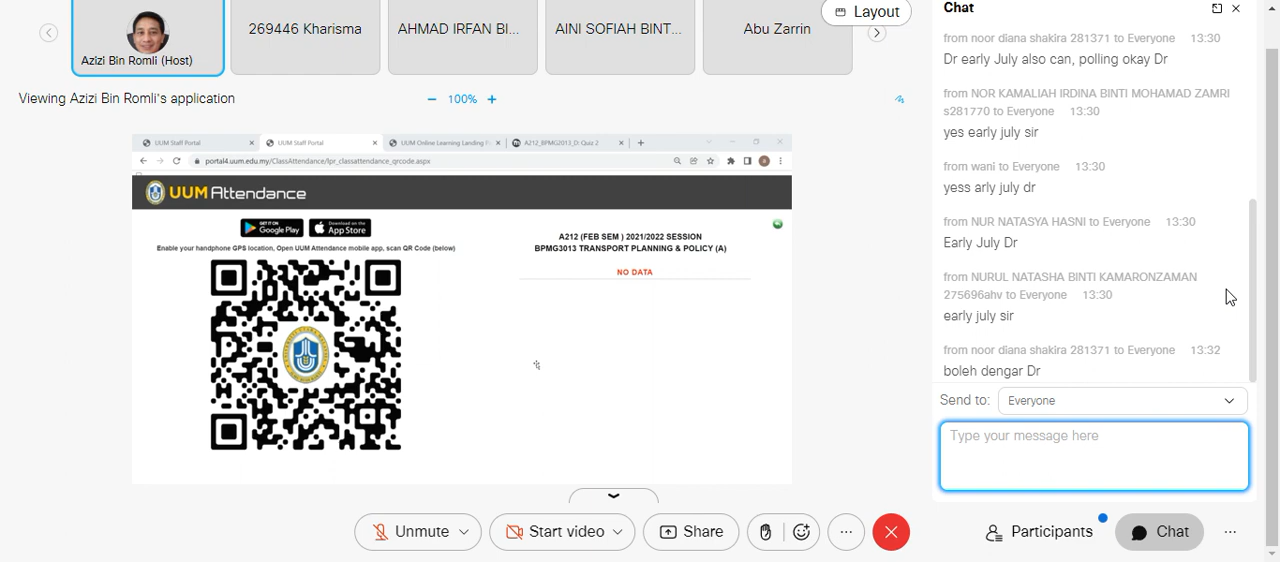 Azizi Bin Romli (Host)
269446 Kharisma
AHMAD IRFAN BI...
AINI SOFIAH BINT...
Abu Zarrin
Layout
Viewing Azizi Bin Romli's application
100%
UUM Staff Portal
UUM Staff Portal
UUM Online Learning Landing P
A212_BPMG2013_D: Quiz 2
portal4.uum.edu.my/ClassAttendance/lpr_classattendance_qrcode.aspx
UUM Attendance
GET IT ON
Google Play
Download on the
App Store
Enable your handphone GPS location, Open UUM Attendance mobile app, scan QR Code (below)
A212 (FEB SEM ) 2021/2022 SESSION
BPMG3013 TRANSPORT PLANNING & POLICY (A)
NO DATA
Unmute
Start video
Share
Chat
from noor diana shakira 281371 to Everyone 13:30
Dr early July also can, polling okay Dr
from NOR KAMALIAH IRDINA BINTI MOHAMAD ZAMRI
s281770 to Everyone 13:30
yes early july sir
from wani to Everyone 13:30
yess arly july dr
from NUR NATASYA HASNI to Everyone 13:30
Early July Dr
from NURUL NATASHA BINTI KAMARONZAMAN
275696ahv to Everyone 13:30
early july sir
from noor diana shakira 281371 to Everyone 13:32
boleh dengar Dr
Send to: Everyone
Type your message here
Participants
Chat